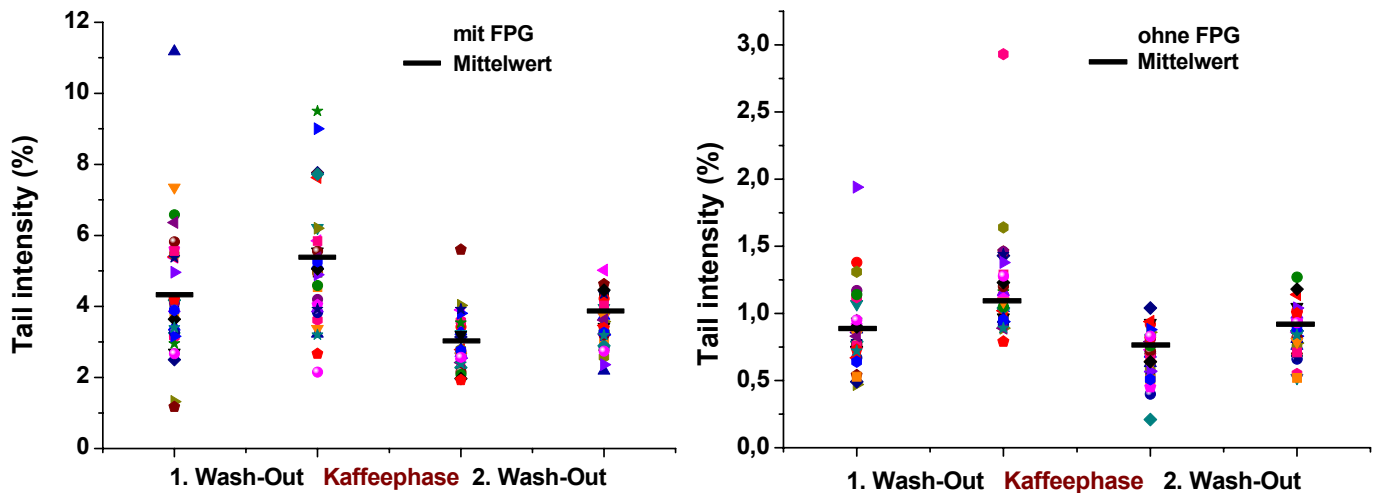 Tail intensity (%)
12
10
8
6
4
2
0
mit FPG
Mittelwert
1. Wash-Out Kaffeephase 2. Wash-Out
Tail intensity (%)
3,0
2,5
2,0
1,5
1,0
0,5
0,0
ohne FPG
Mittelwert
1. Wash-Out Kaffeephase 2. Wash-Out